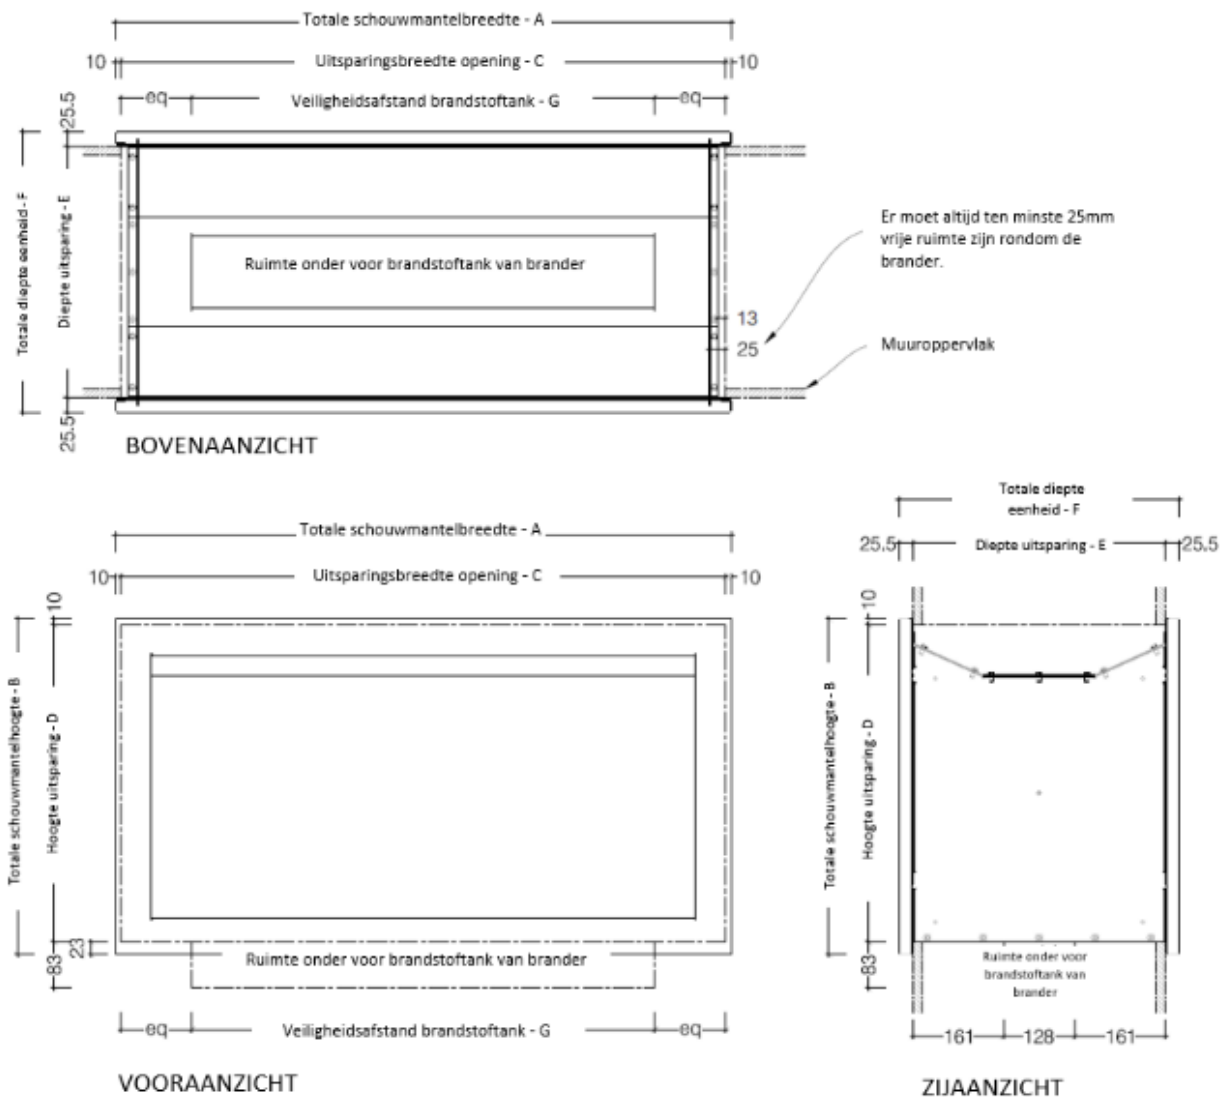 Totale schouwmantelbreedte - A
10
Uitsparingsbreedte opening - C
10
eq
Veiligheidsafstand brandstoftank - G
eq
25.5
Totale diepte eenheid - F
Diepte uitsparing - E
Ruimte onder voor brandstoftank van brander
Er moet altijd ten minste 25mm
vrije ruimte zijn rondom de
brander.
13
25
Muuroppervlak
25.5
BOVENAANZICHT
Totale schouwmantelbreedte - A
10
Uitsparingsbreedte opening - C
10
10
Totale schouwmantelhoogte - B
Hoogte uitsparing - D
23
83
Ruimte onder voor brandstoftank van brander
eq
Veiligheidsafstand brandstoftank - G
eq
VOORAANZICHT
Totale diepte
eenheid - F
25.5
Diepte uitsparing - E
25.5
10
Totale schouwmantelhoogte - B
Hoogte uitsparing - D
83
Ruimte onder voor
brandstoftank van
brander
161
128
161
ZIJAANZICHT